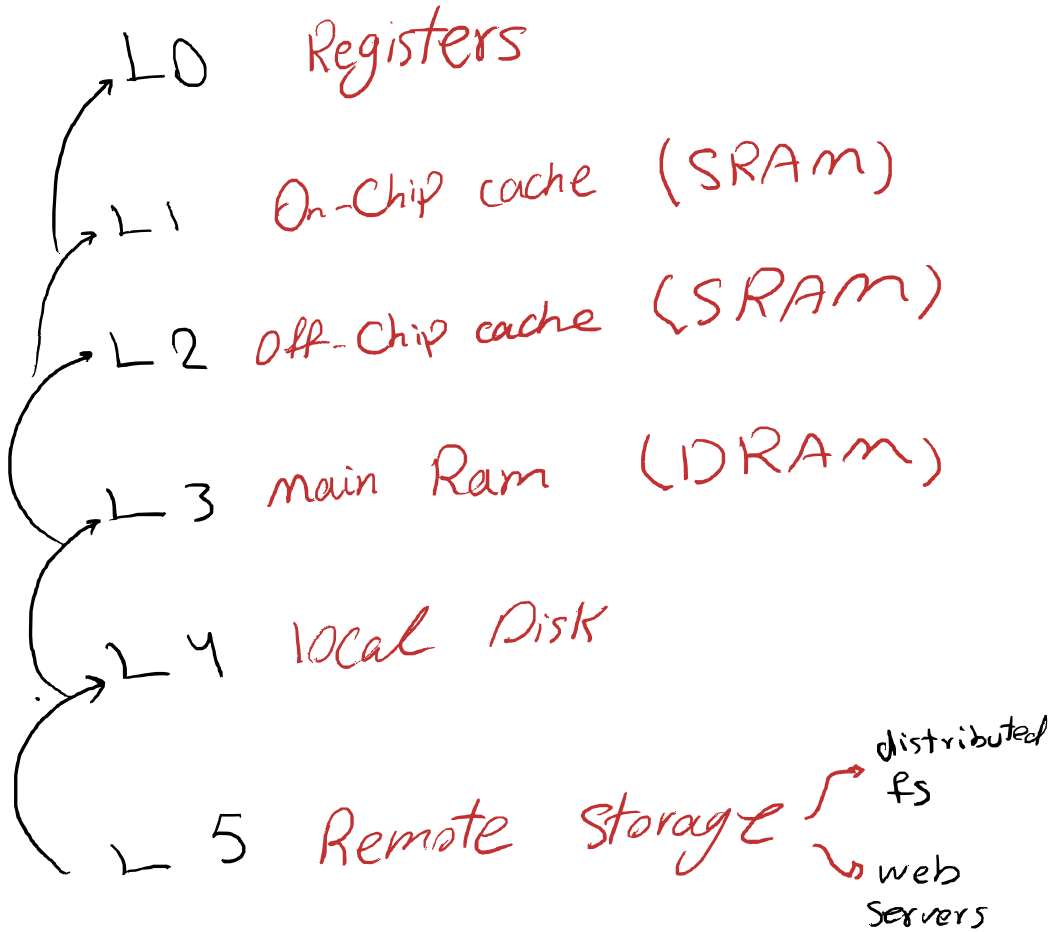 L0 Registers
L1 On-Chip cache (SRAM)
L2 Off-Chip cache (SRAM)
L3 main Ram (DRAM)
L4 local Disk
L5 Remote Storage
distributed
fs
web
servers